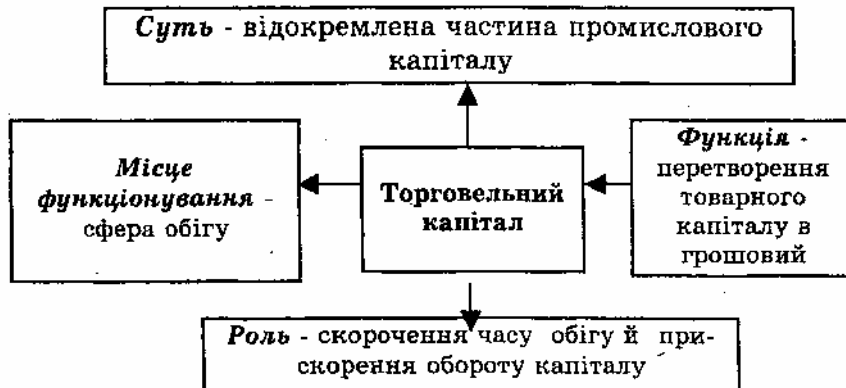 Суть - відокремлена частина промислового
капіталу
Місце
функціонування -
сфера обігу
Торговельний
капітал
Функція -
перетворення
товарного
капіталу в
грошовий
Роль - скорочення часу обігу й при-
скорення обороту капіталу